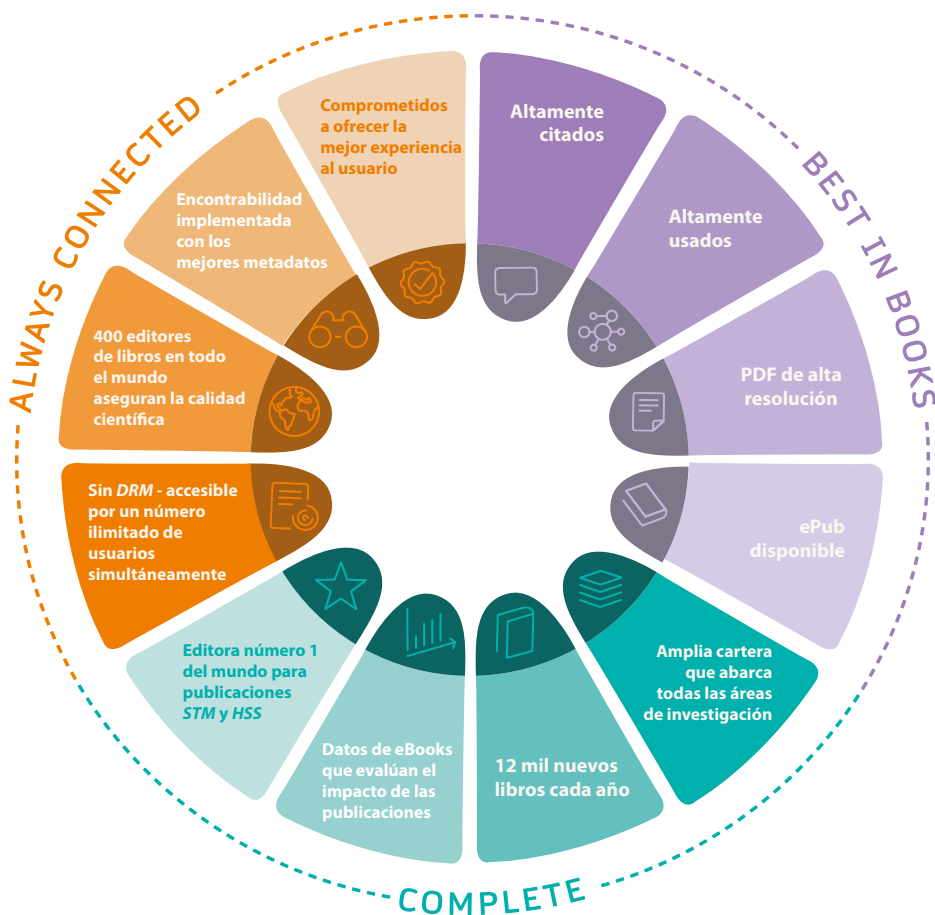 ALWAYS CONNECTED
BEST IN BOOKS
COMPLETE
Comprometidos
a ofrecer la
mejor experiencia
al usuario
Altamente
citados
Altamente
usados
PDF de alta
resolución
ePub
disponible
Amplia cartera
que abarca
todas las áreas
de investigación
12 mil nuevos
libros cada año
Datos de eBooks
que evalúan el
impacto de las
publicaciones
Editora número 1
del mundo para
publicaciones
STM y HSS
Sin DRM - accesible
por un número
ilimitado de
usuarios
simultáneamente
400 editores
de libros en todo
el mundo
aseguran la calidad
científica
Encontrabilidad
implementada
con los
mejores metadatos